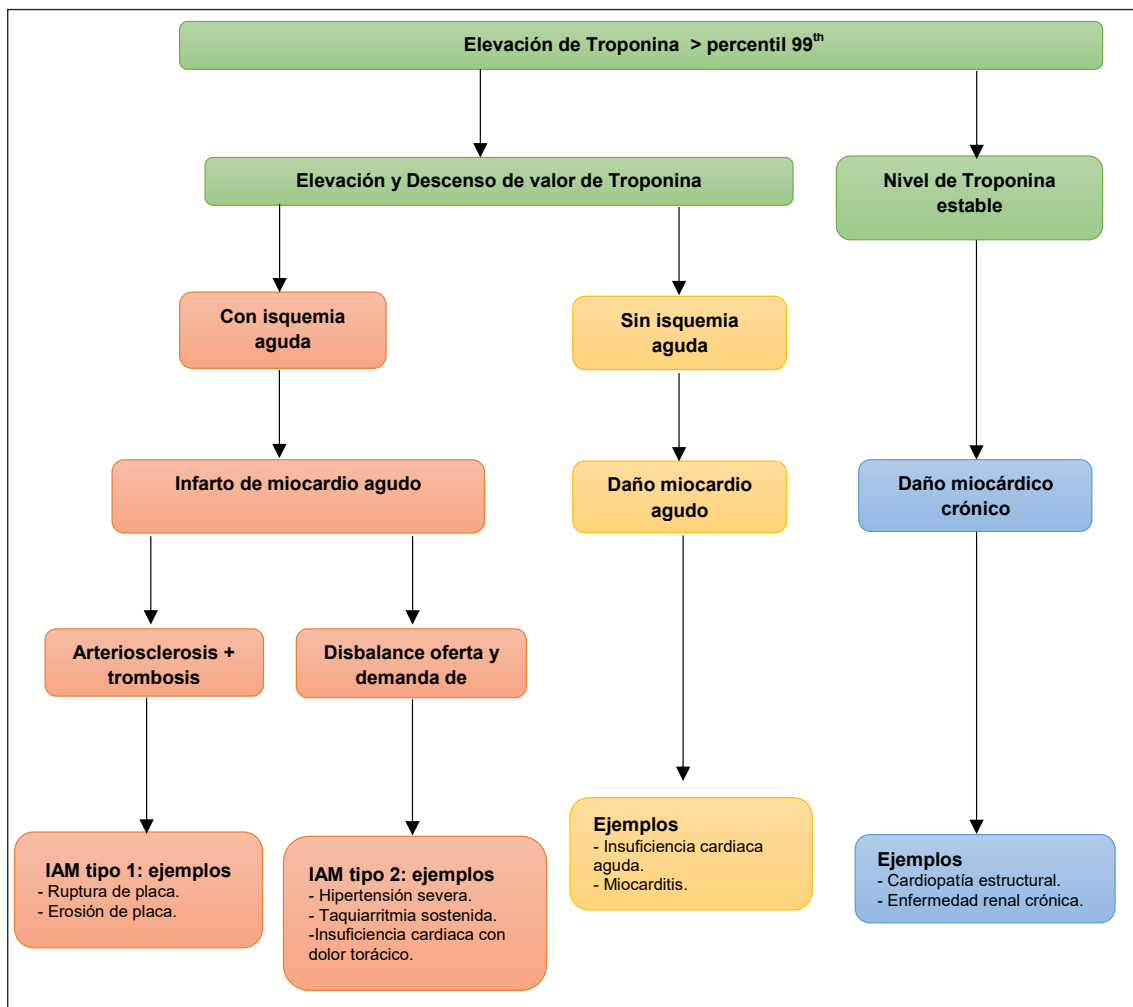 Elevación de Troponina > percentil 99th
Elevación y Descenso de valor de Troponina
Nivel de Troponina
estable
Con isquemia
aguda
Sin isquemia
aguda
Infarto de miocardio agudo
Daño miocardio
agudo
Daño miocárdico
crónico
Arteriosclerosis +
trombosis
Disbalance oferta y
demanda de
IAM tipo 1: ejemplos
- Ruptura de placa.
- Erosión de placa.
IAM tipo 2: ejemplos
- Hipertensión severa.
- Taquiarritmia sostenida.
-Insuficiencia cardiaca con
dolor torácico.
Ejemplos
- Insuficiencia cardiaca
aguda.
- Miocarditis.
Ejemplos
- Cardiopatía estructural.
- Enfermedad renal crónica.